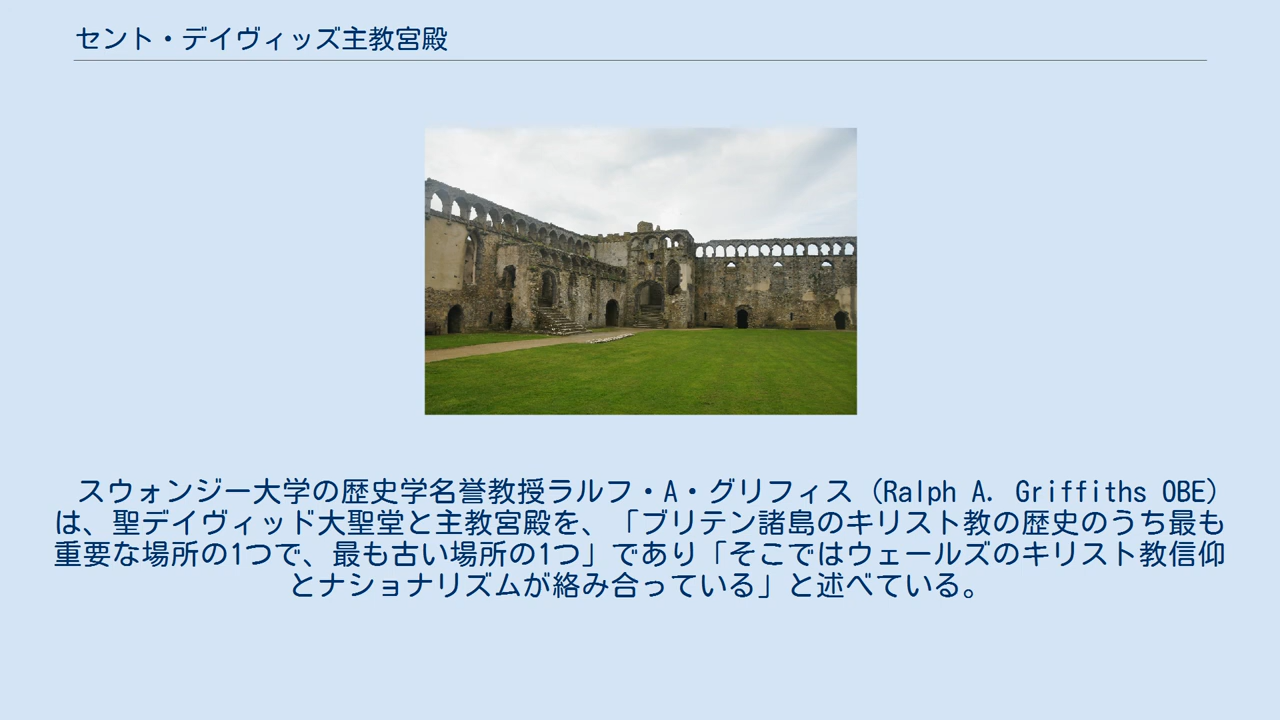 セント・デイヴィッズ主教宮殿
スウォンジー大学の歴史学名誉教授ラルフ・A・グリフィス（Ralph A. Griffiths OBE）
は、聖デイヴィッド大聖堂と主教宮殿を、「ブリテン諸島のキリスト教の歴史のうち最も
重要な場所の1つで、最も古い場所の1つ」であり「そこではウェールズのキリスト教信仰
とナショナリズムが絡み合っている」と述べている。